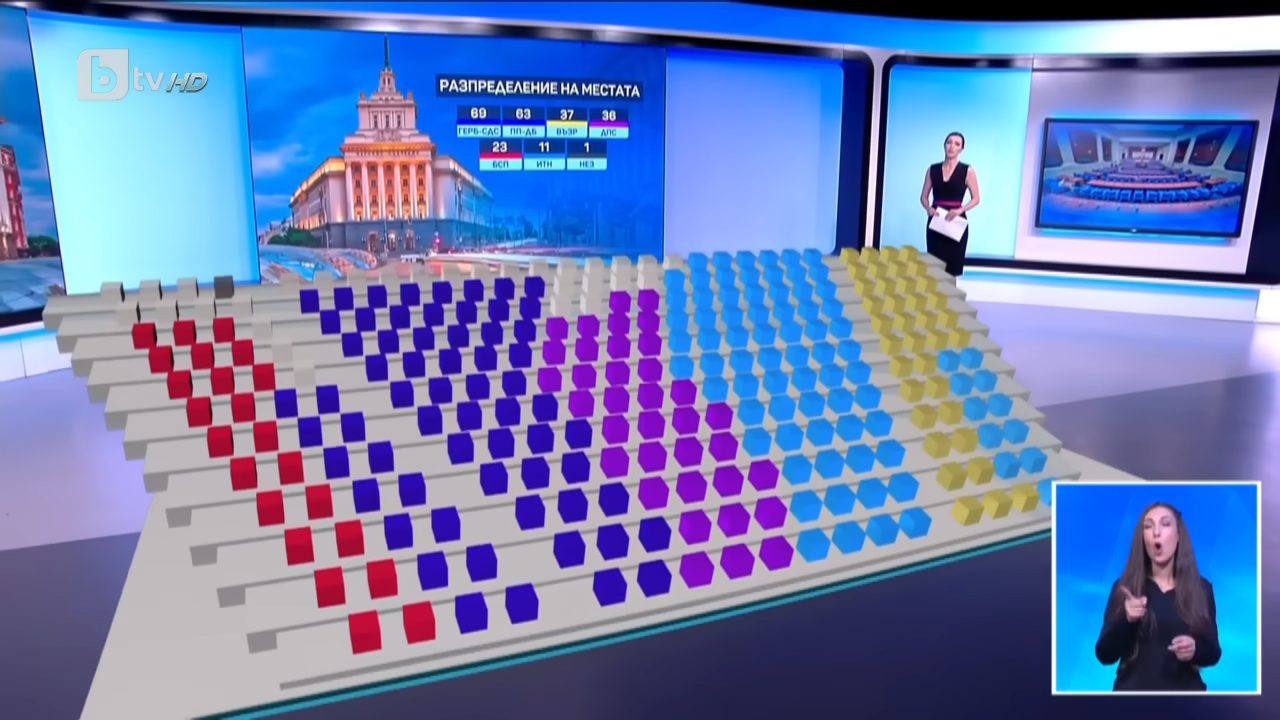 btv HD
РАЗПРЕДЕЛЕНИЕ НА МЕСТАТА
69 63 37 36
ГЕРБ-СДС ПП-ДБ ВЪЗР ДПС
23 11 1
БСП ИТН НЕЗ